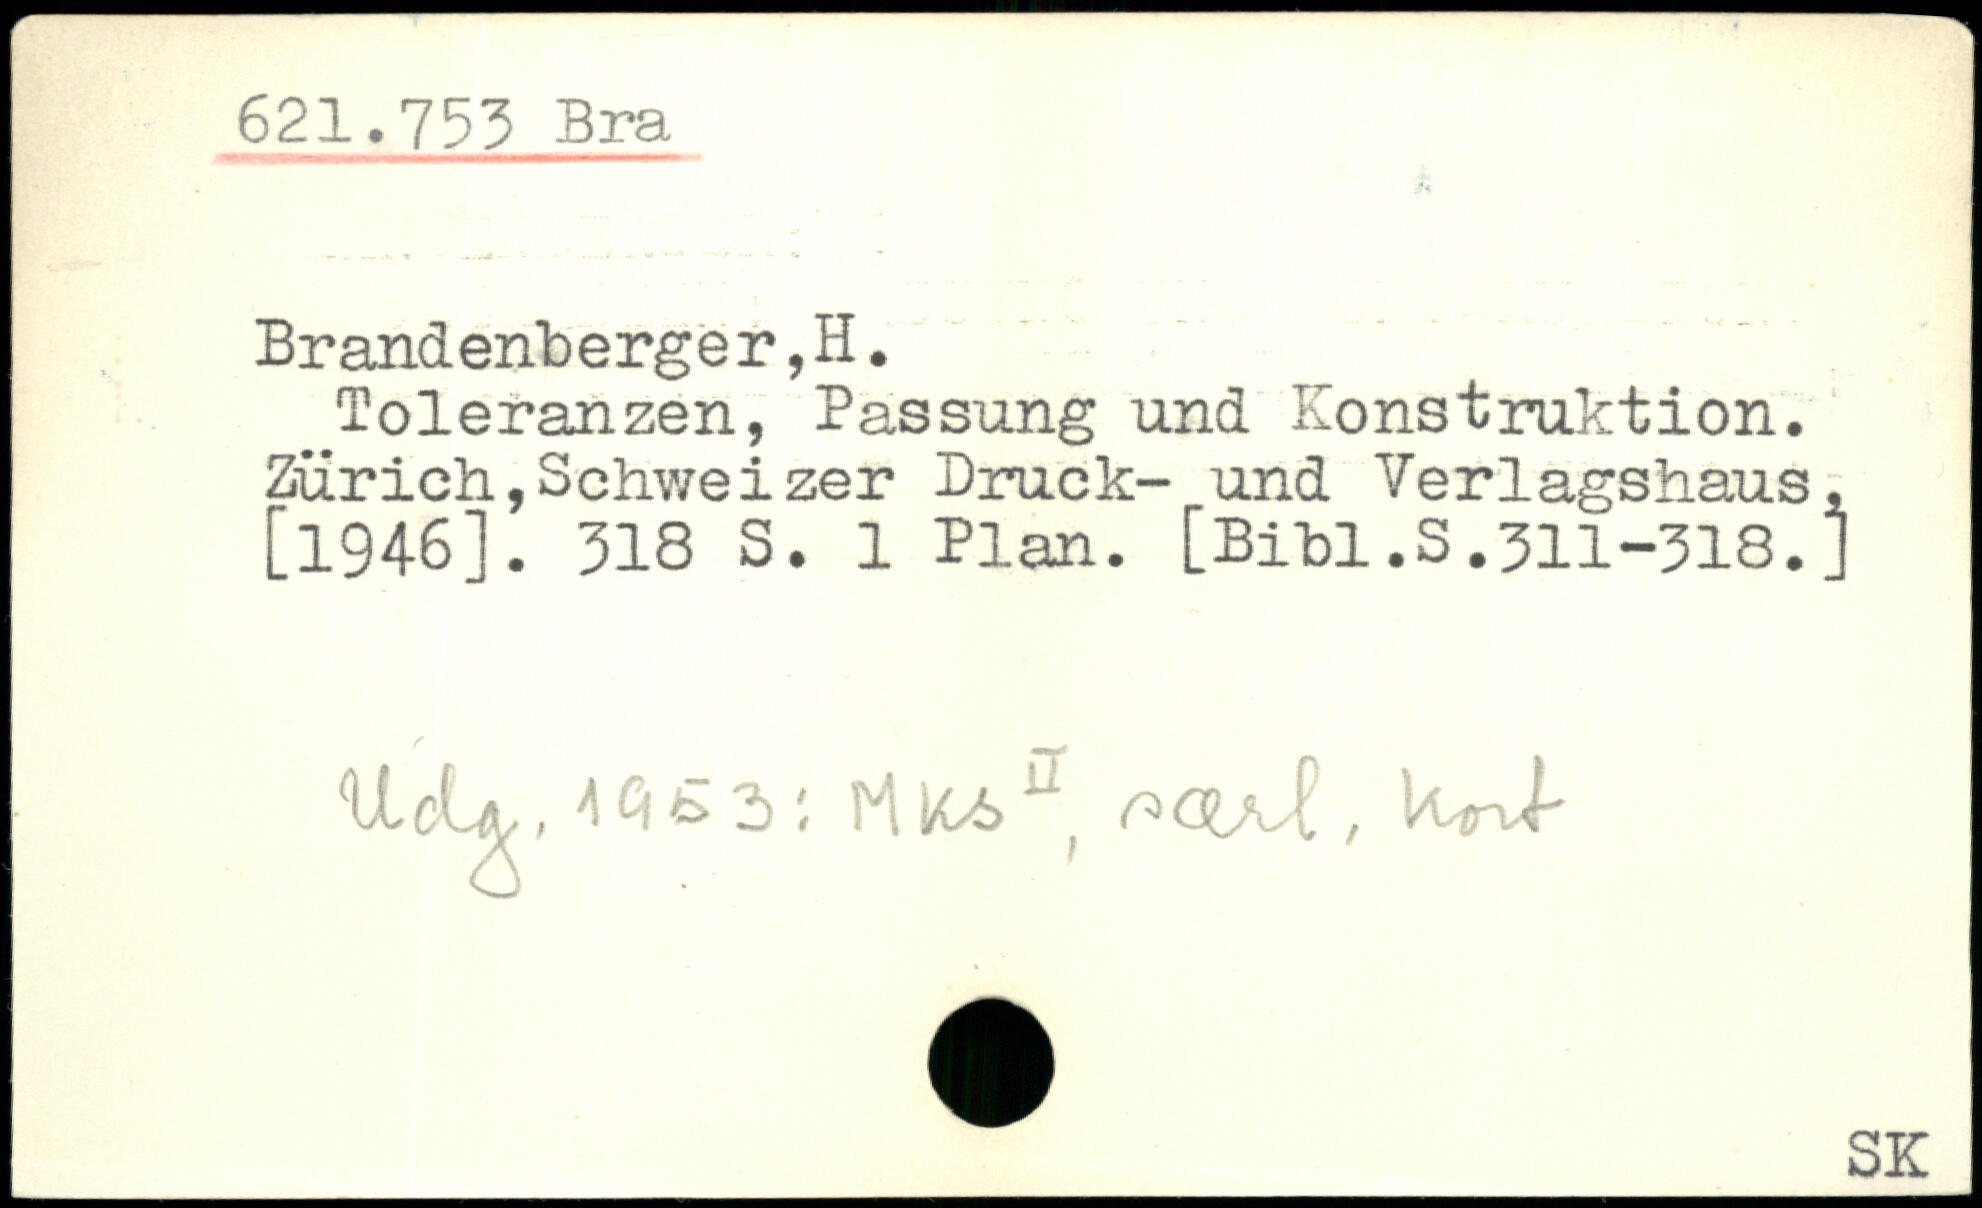 621.753 Bra
Brandenberger,H.
Toleranzen, Passung und Konstruktion.
Zürich,Schweizer Druck- und Verlagshaus,
[1946]. 318 S. 1 Plan. [Bibl.S.311-318.]
Udg. 1953: Mks II, særl. kort
SK